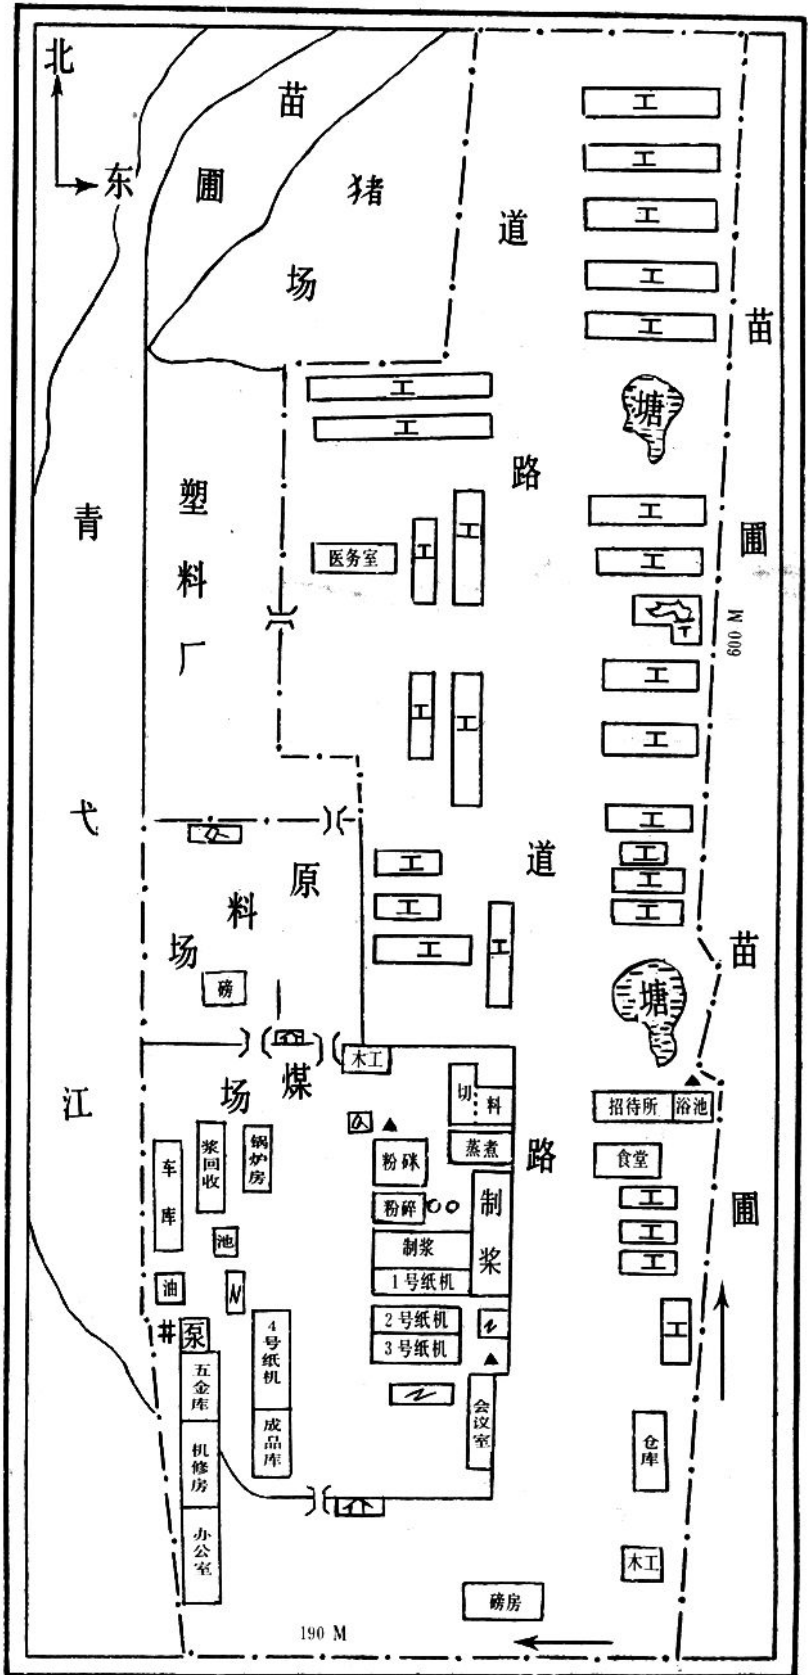 北
东
苗
圃
猪
场
道
工
工
工
工
工
苗
圃
塘
工
工
路
青
弋
江
塑
料
厂
医务室
工
工
工
工
600 M
工
工
工
工
工
工
工
工
工
原
料
场
磅
工
工
工
工
道
路
苗
圃
塘
煤
场
木工
切
料
蒸煮
粉碎
制
浆
制浆
1号纸机
2号纸机
3号纸机
会议室
招待所
浴池
食堂
工
工
工
工
车库
浆回收
锅炉房
池
油
井
泵
五金库
机修房
办公室
4号纸机
成品库
仓库
木工
磅房
190 M